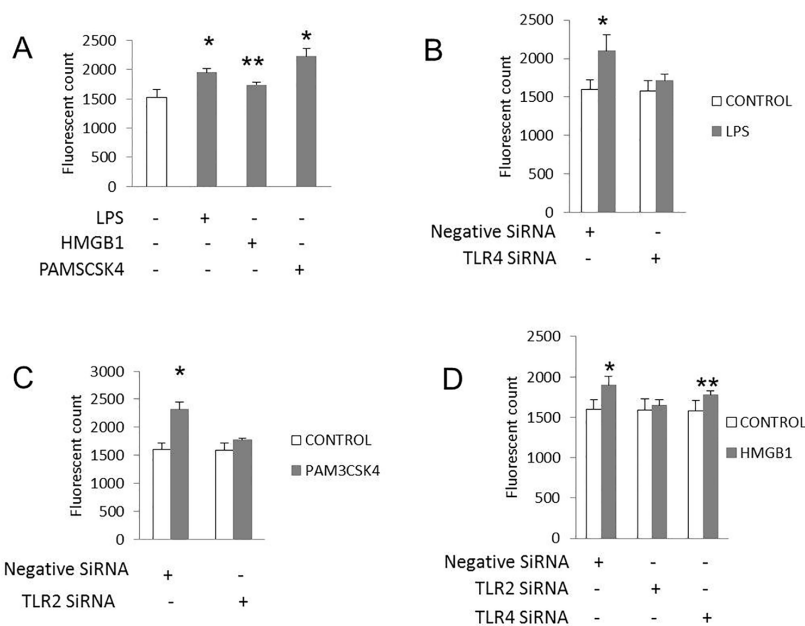 A
Fluorescent count
2500
2000
1500
1000
500
0
* ** *
LPS - + - -
HMGB1 - - + -
PAMSCSK4 - - - +
B
Fluorescent count
2500
2000
1500
1000
500
0
*
CONTROL
LPS
Negative SiRNA + -
TLR4 SiRNA - +
C
Fluorescent count
3000
2500
2000
1500
1000
500
0
*
CONTROL
PAM3CSK4
Negative SiRNA + -
TLR2 SiRNA - +
D
Fluorescent count
2500
2000
1500
1000
500
0
* **
CONTROL
HMGB1
Negative SiRNA + - -
TLR2 SiRNA - + -
TLR4 SiRNA - - +